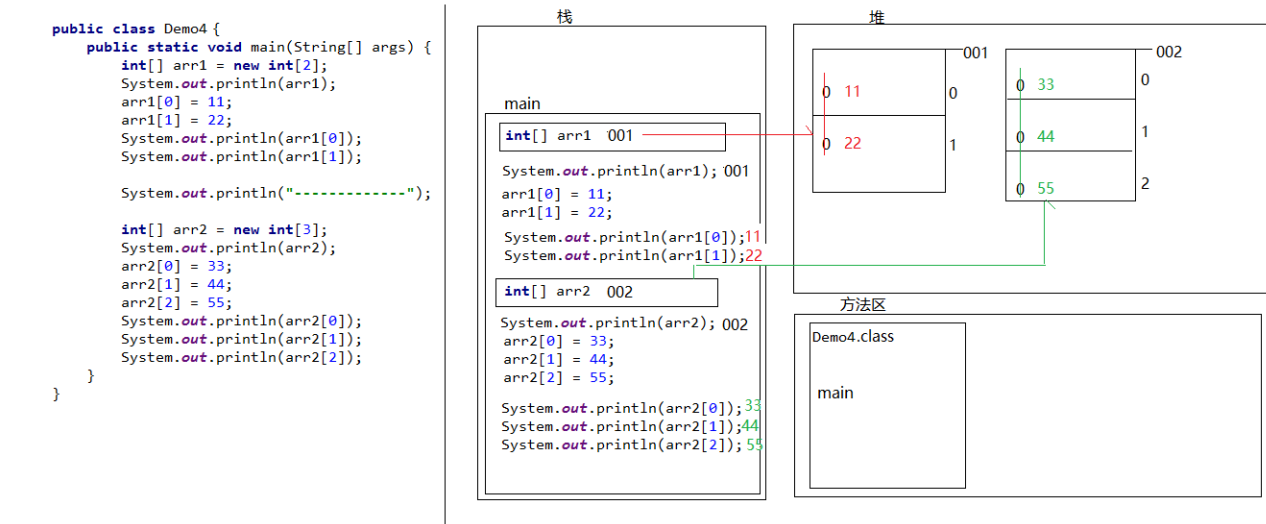 public class Demo4 {
public static void main(String[] args) {
int[] arr1 = new int[2];
System.out.println(arr1);
arr1[0] = 11;
arr1[1] = 22;
System.out.println(arr1[0]);
System.out.println(arr1[1]);
System.out.println("-------------");
int[] arr2 = new int[3];
System.out.println(arr2);
arr2[0] = 33;
arr2[1] = 44;
arr2[2] = 55;
System.out.println(arr2[0]);
System.out.println(arr2[1]);
System.out.println(arr2[2]);
}
}
栈
main
int[] arr1 001
System.out.println(arr1); 001
arr1[0] = 11;
arr1[1] = 22;
System.out.println(arr1[0]);11
System.out.println(arr1[1]);22
int[] arr2 002
System.out.println(arr2); 002
arr2[0] = 33;
arr2[1] = 44;
arr2[2] = 55;
System.out.println(arr2[0]);33
System.out.println(arr2[1]);44
System.out.println(arr2[2]);55
堆
001
0 11 0
0 22 1
002
0 33 0
0 44 1
0 55 2
方法区
Demo4.class
main